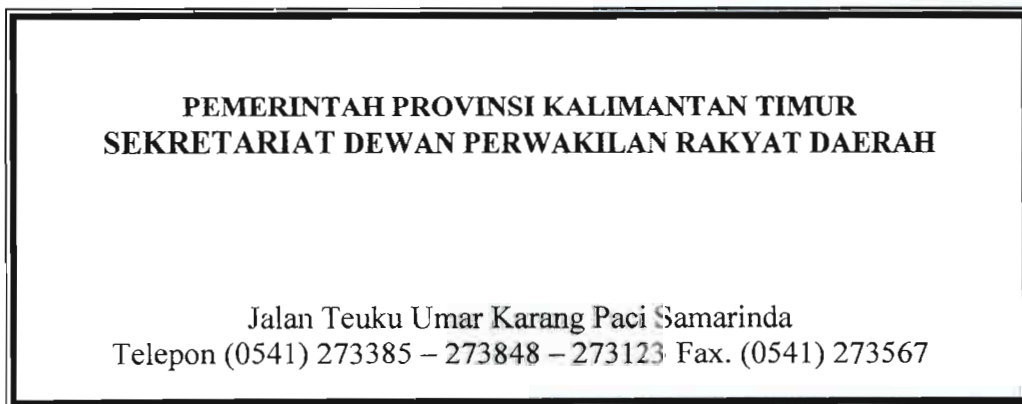 PEMERINTAH PROVINSI KALIMANTAN TIMUR
SEKRETARIAT DEWAN PERWAKILAN RAKYAT DAERAH
Jalan Teuku Umar Karang Paci Samarinda
Telepon (0541) 273385 – 273848 – 273123 Fax. (0541) 273567